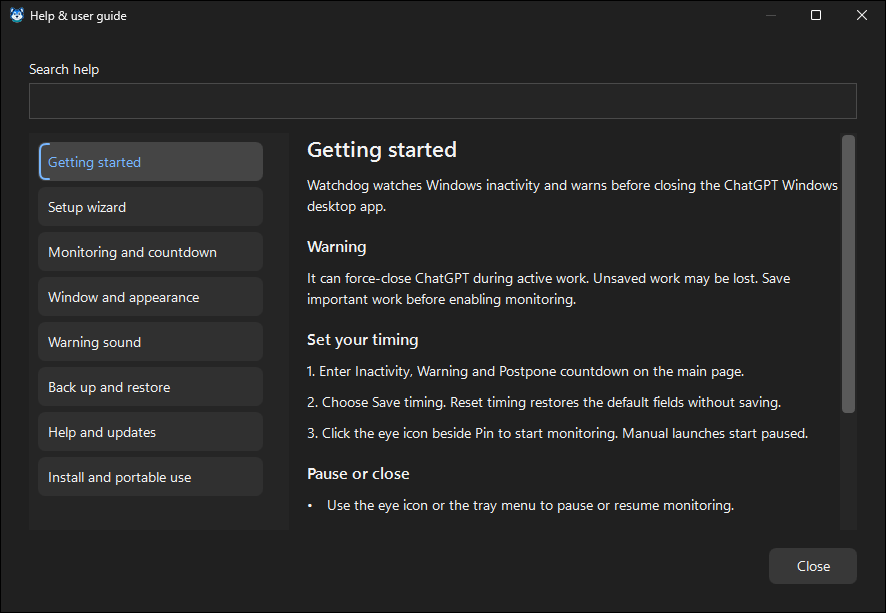 Help & user guide
Search help
Getting started
Setup wizard
Monitoring and countdown
Window and appearance
Warning sound
Back up and restore
Help and updates
Install and portable use
Getting started
Watchdog watches Windows inactivity and warns before closing the ChatGPT Windows
desktop app.
Warning
It can force-close ChatGPT during active work. Unsaved work may be lost. Save
important work before enabling monitoring.
Set your timing
1. Enter Inactivity, Warning and Postpone countdown on the main page.
2. Choose Save timing. Reset timing restores the default fields without saving.
3. Click the eye icon beside Pin to start monitoring. Manual launches start paused.
Pause or close
• Use the eye icon or the tray menu to pause or resume monitoring.
Close